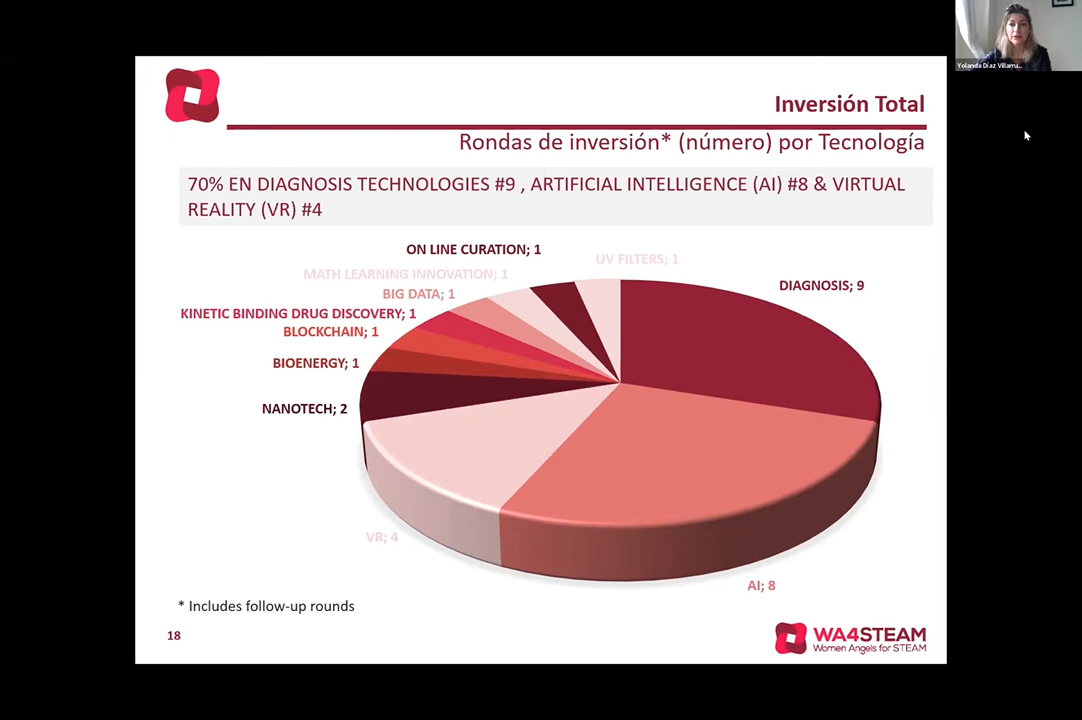 Yolanda Díaz Villarru...
Inversión Total
Rondas de inversión* (número) por Tecnología
70% EN DIAGNOSIS TECHNOLOGIES #9 , ARTIFICIAL INTELLIGENCE (AI) #8 & VIRTUAL
REALITY (VR) #4
ON LINE CURATION; 1
UV FILTERS; 1
MATH LEARNING INNOVATION; 1
DIAGNOSIS; 9
BIG DATA; 1
KINETIC BINDING DRUG DISCOVERY; 1
BLOCKCHAIN; 1
BIOENERGY; 1
NANOTECH; 2
VR; 4
AI; 8
* Includes follow-up rounds
18
WA4STEAM
Women Angels for STEAM